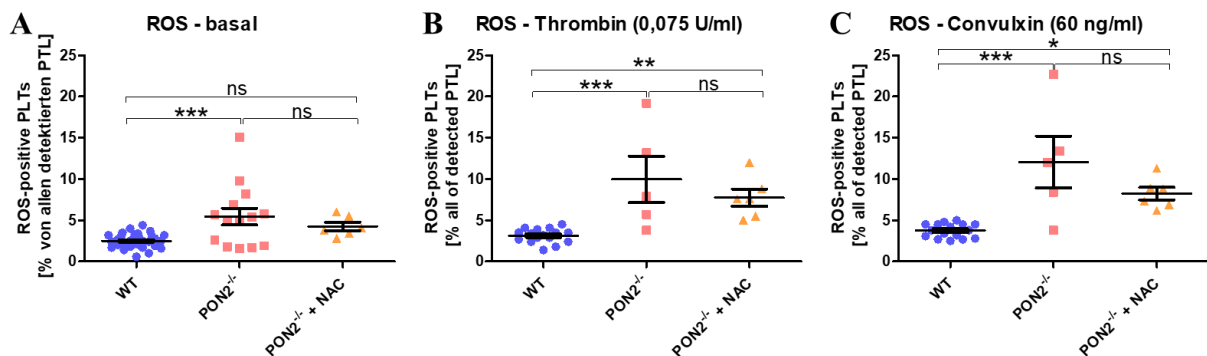 A
ROS - basal
ROS-positive PLTs
[% von allen detektierten PTL]
25
20
15
10
5
0
ns
***
ns
WT
PON2-/-
PON2-/- + NAC
B
ROS - Thrombin (0,075 U/ml)
ROS-positive PLTs
[% all of detected PTL]
25
20
15
10
5
0
**
***
ns
WT
PON2-/-
PON2-/- + NAC
C
ROS - Convulxin (60 ng/ml)
ROS-positive PLTs
[% all of detected PTL]
25
20
15
10
5
0
*
***
ns
WT
PON2-/-
PON2-/- + NAC